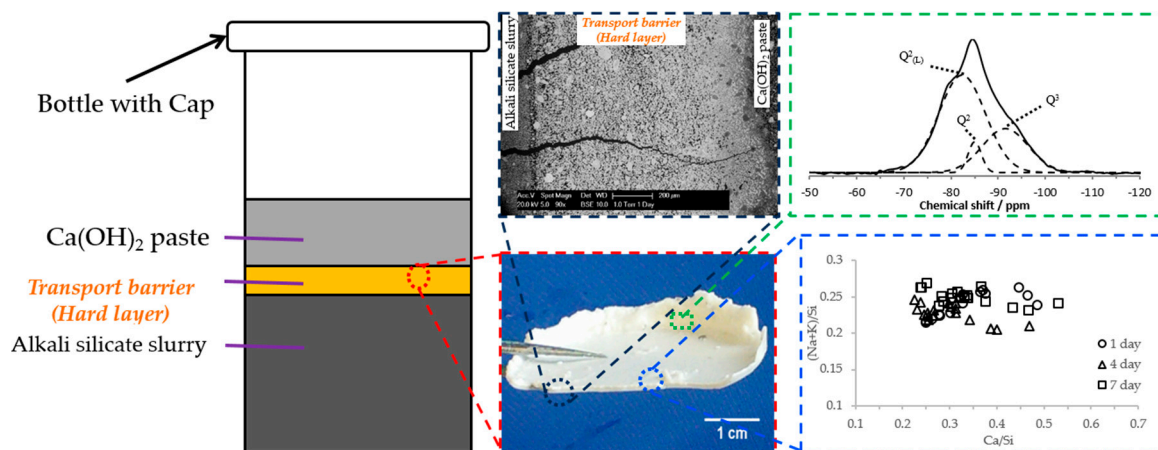 Bottle with Cap
Ca(OH)2 paste
Transport barrier
(Hard layer)
Alkali silicate slurry
Alkali silicate slurry
Transport barrier
(Hard layer)
Ca(OH)2 paste
Acc.V Spot Magn Det WD 200 µm
20.0 kV 5.0 90x BSE 10.0 1.0 Terr 1 Day
1 cm
Q2(L)
Q2
Q3
-50 -60 -70 -80 -90 -100 -110 -120
Chemical shift / ppm
(Na+K)/Si
0.3
0.25
0.2
0.15
0.1
0.1 0.2 0.3 0.4 0.5 0.6 0.7
Ca/Si
1 day
4 day
7 day